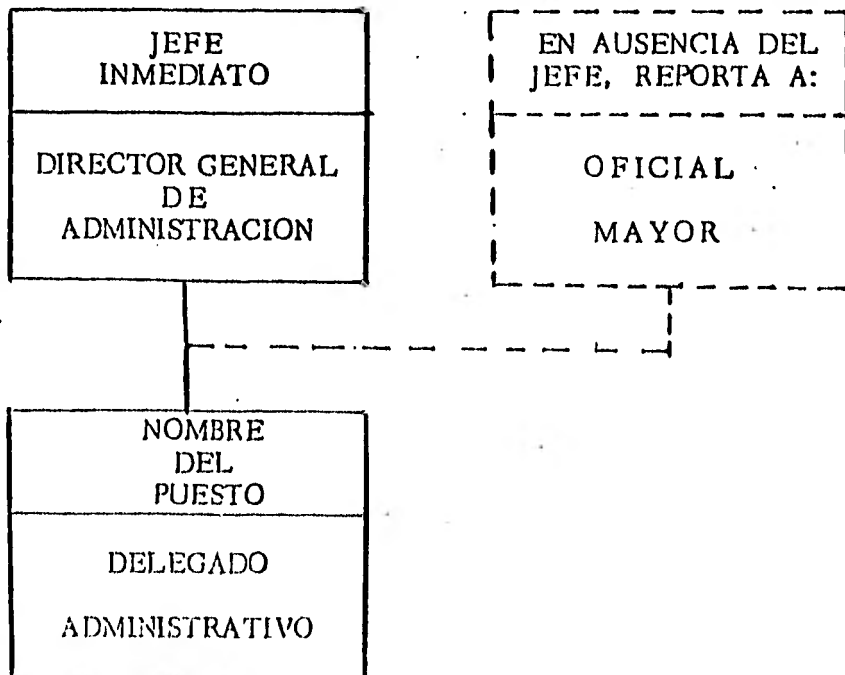 JEFE
INMEDIATO
DIRECTOR GENERAL
DE
ADMINISTRACION
EN AUSENCIA DEL
JEFE, REPORTA A:
OFICIAL
MAYOR
NOMBRE
DEL
PUESTO
DELEGADO
ADMINISTRATIVO